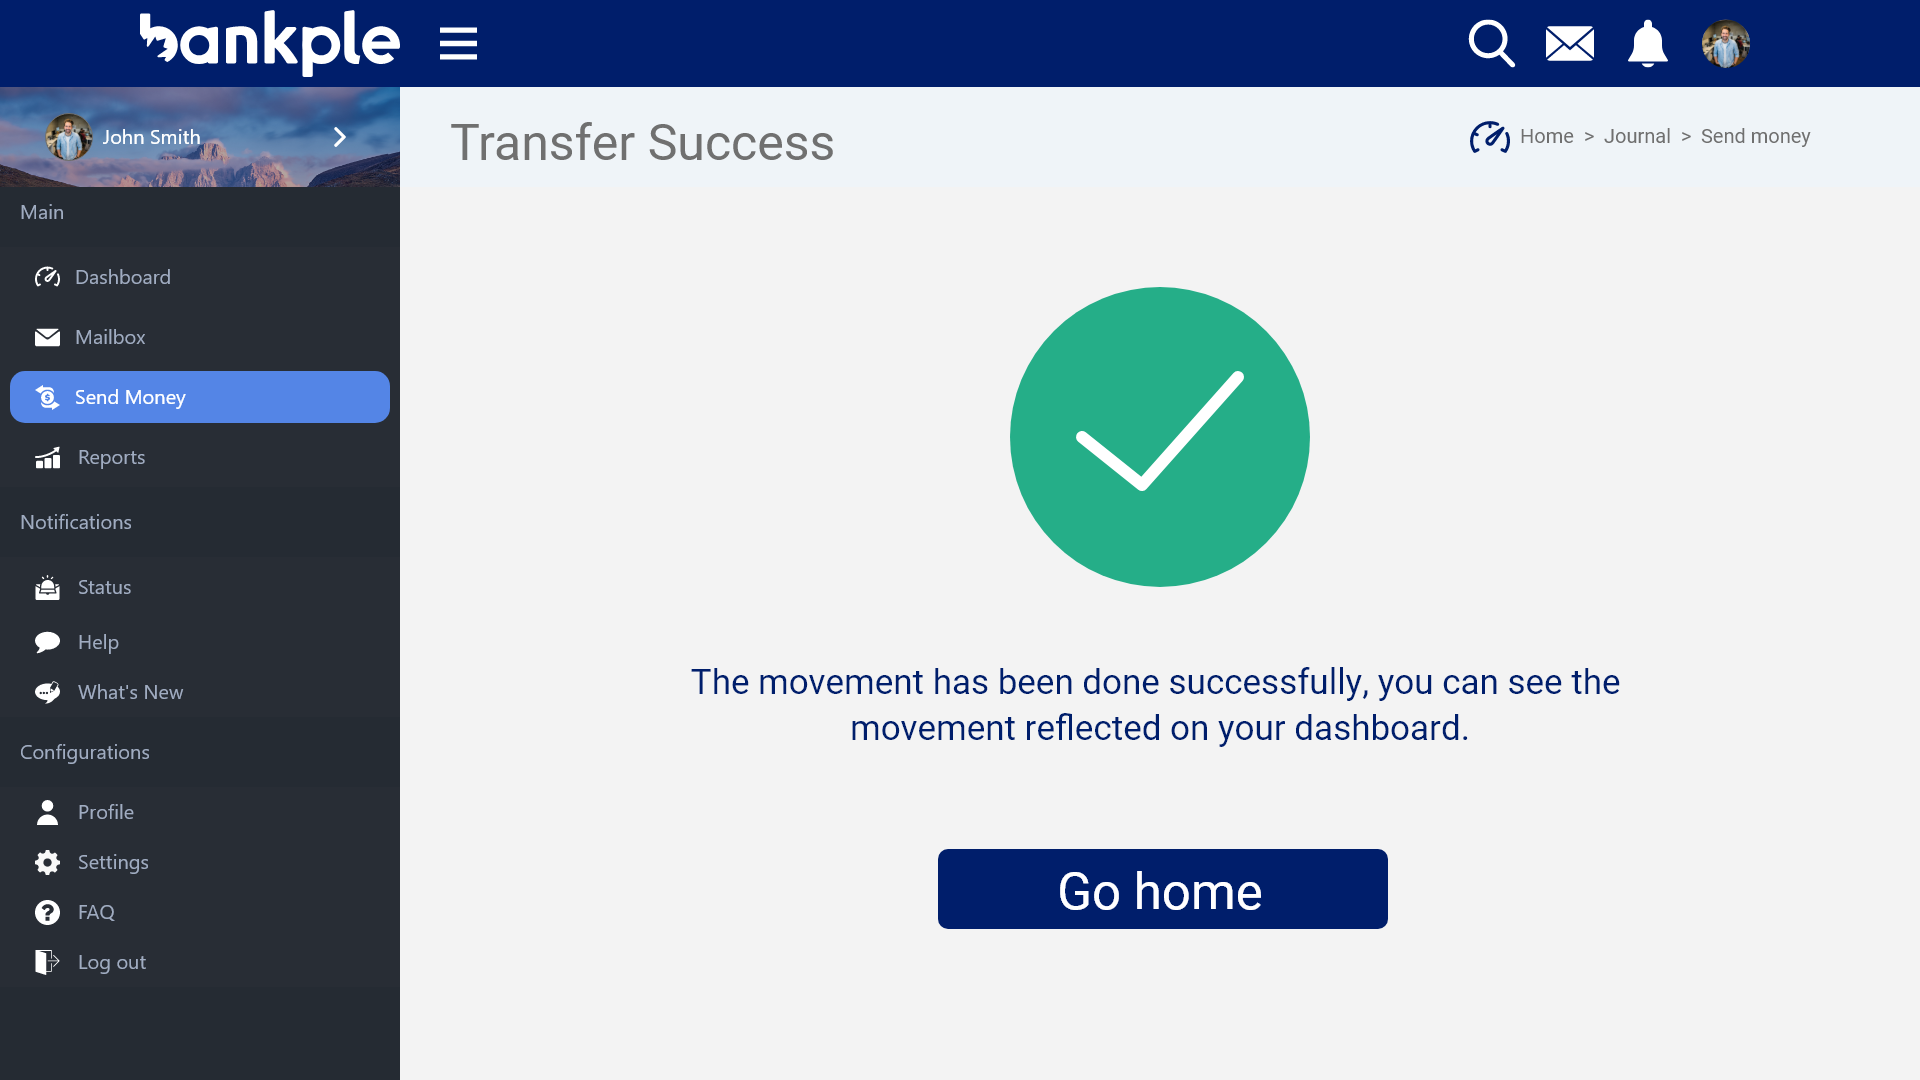 bankple
John Smith
Transfer Success
Home > Journal > Send money
Main
Dashboard
Mailbox
Send Money
Reports
Notifications
Status
Help
What's New
Configurations
Profile
Settings
FAQ
Log out
The movement has been done successfully, you can see the
movement reflected on your dashboard.
Go home